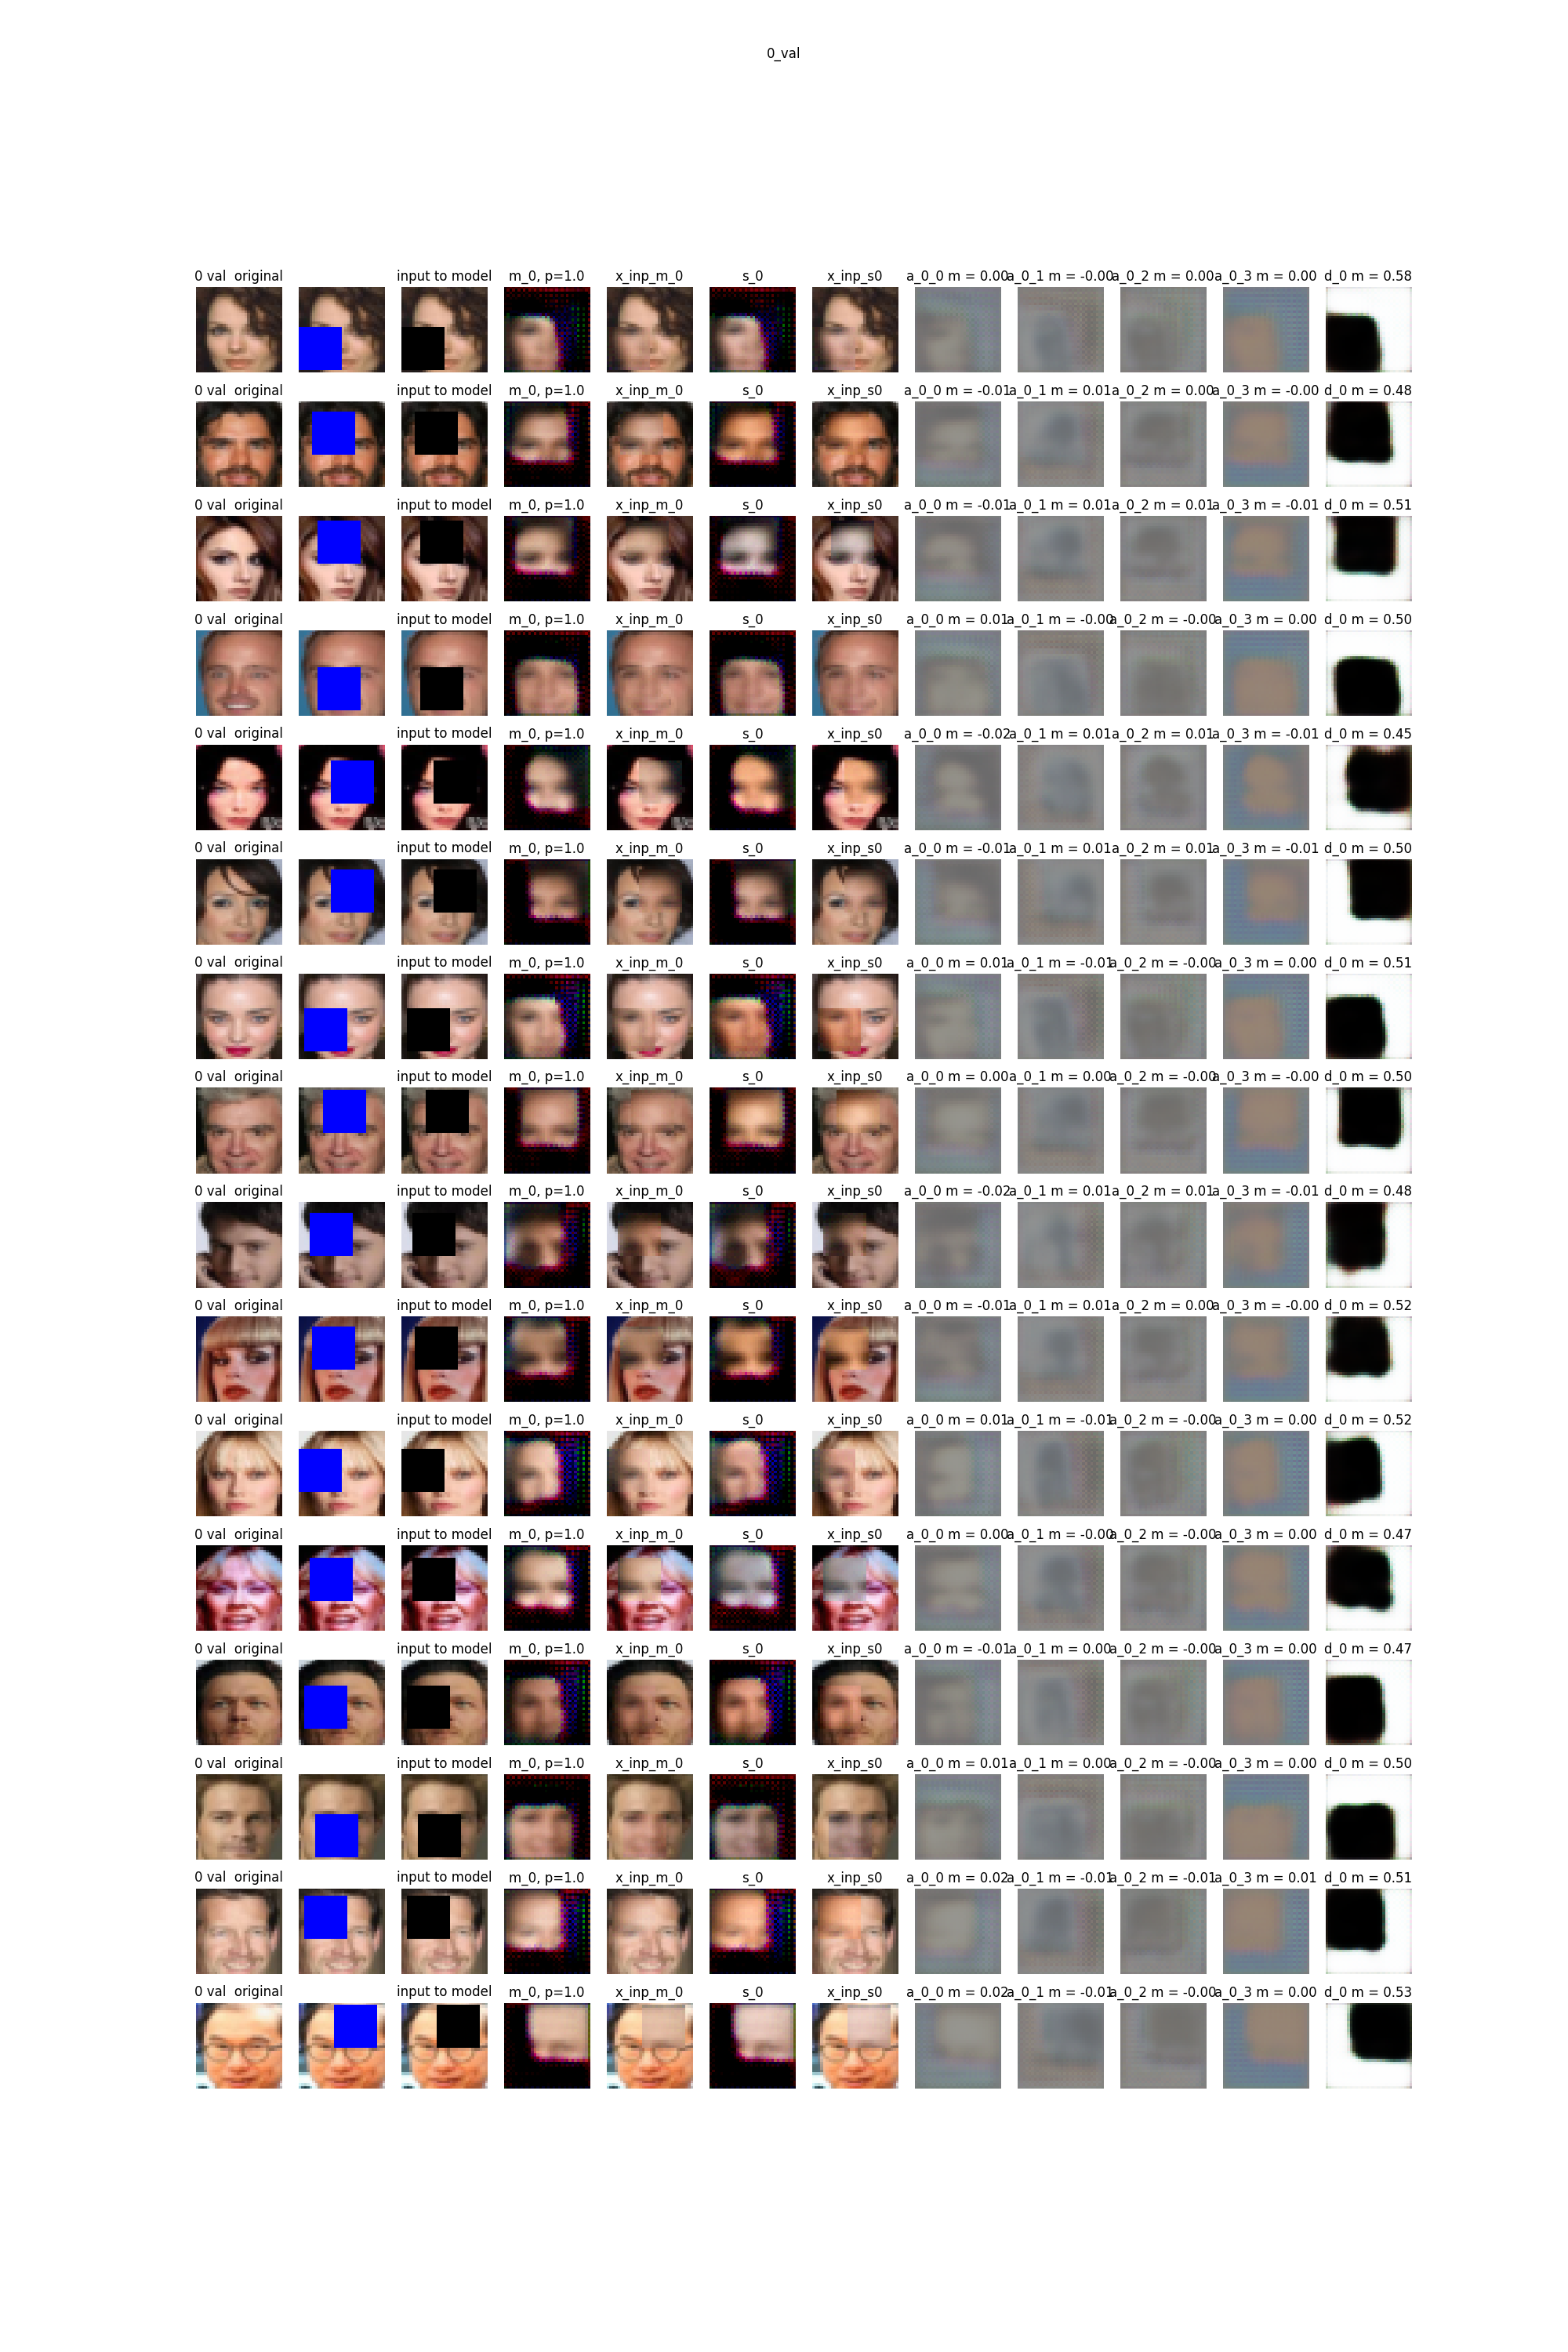 0_val
0 val original input to model m_0, p=1.0 x_inp_m_0 s_0 x_inp_s0 a_0_0 m = 0.00 a_0_1 m = -0.00 a_0_2 m = 0.00 a_0_3 m = 0.00 d_0 m = 0.58
0 val original input to model m_0, p=1.0 x_inp_m_0 s_0 x_inp_s0 a_0_0 m = -0.01 a_0_1 m = 0.01 a_0_2 m = 0.00 a_0_3 m = -0.00 d_0 m = 0.48
0 val original input to model m_0, p=1.0 x_inp_m_0 s_0 x_inp_s0 a_0_0 m = -0.01 a_0_1 m = 0.01 a_0_2 m = 0.01 a_0_3 m = -0.01 d_0 m = 0.51
0 val original input to model m_0, p=1.0 x_inp_m_0 s_0 x_inp_s0 a_0_0 m = 0.01 a_0_1 m = -0.00 a_0_2 m = -0.00 a_0_3 m = 0.00 d_0 m = 0.50
0 val original input to model m_0, p=1.0 x_inp_m_0 s_0 x_inp_s0 a_0_0 m = -0.02 a_0_1 m = 0.01 a_0_2 m = 0.01 a_0_3 m = -0.01 d_0 m = 0.45
0 val original input to model m_0, p=1.0 x_inp_m_0 s_0 x_inp_s0 a_0_0 m = -0.01 a_0_1 m = 0.01 a_0_2 m = 0.01 a_0_3 m = -0.01 d_0 m = 0.50
0 val original input to model m_0, p=1.0 x_inp_m_0 s_0 x_inp_s0 a_0_0 m = 0.01 a_0_1 m = -0.01 a_0_2 m = -0.00 a_0_3 m = 0.00 d_0 m = 0.51
0 val original input to model m_0, p=1.0 x_inp_m_0 s_0 x_inp_s0 a_0_0 m = 0.00 a_0_1 m = 0.00 a_0_2 m = -0.00 a_0_3 m = -0.00 d_0 m = 0.50
0 val original input to model m_0, p=1.0 x_inp_m_0 s_0 x_inp_s0 a_0_0 m = -0.02 a_0_1 m = 0.01 a_0_2 m = 0.01 a_0_3 m = -0.01 d_0 m = 0.48
0 val original input to model m_0, p=1.0 x_inp_m_0 s_0 x_inp_s0 a_0_0 m = -0.01 a_0_1 m = 0.01 a_0_2 m = 0.00 a_0_3 m = -0.00 d_0 m = 0.52
0 val original input to model m_0, p=1.0 x_inp_m_0 s_0 x_inp_s0 a_0_0 m = 0.01 a_0_1 m = -0.01 a_0_2 m = -0.00 a_0_3 m = 0.00 d_0 m = 0.52
0 val original input to model m_0, p=1.0 x_inp_m_0 s_0 x_inp_s0 a_0_0 m = 0.00 a_0_1 m = -0.00 a_0_2 m = -0.00 a_0_3 m = 0.00 d_0 m = 0.47
0 val original input to model m_0, p=1.0 x_inp_m_0 s_0 x_inp_s0 a_0_0 m = -0.01 a_0_1 m = 0.00 a_0_2 m = -0.00 a_0_3 m = 0.00 d_0 m = 0.47
0 val original input to model m_0, p=1.0 x_inp_m_0 s_0 x_inp_s0 a_0_0 m = 0.01 a_0_1 m = 0.00 a_0_2 m = -0.00 a_0_3 m = 0.00 d_0 m = 0.50
0 val original input to model m_0, p=1.0 x_inp_m_0 s_0 x_inp_s0 a_0_0 m = 0.02 a_0_1 m = -0.01 a_0_2 m = -0.01 a_0_3 m = 0.01 d_0 m = 0.51
0 val original input to model m_0, p=1.0 x_inp_m_0 s_0 x_inp_s0 a_0_0 m = 0.02 a_0_1 m = -0.01 a_0_2 m = -0.00 a_0_3 m = 0.00 d_0 m = 0.53